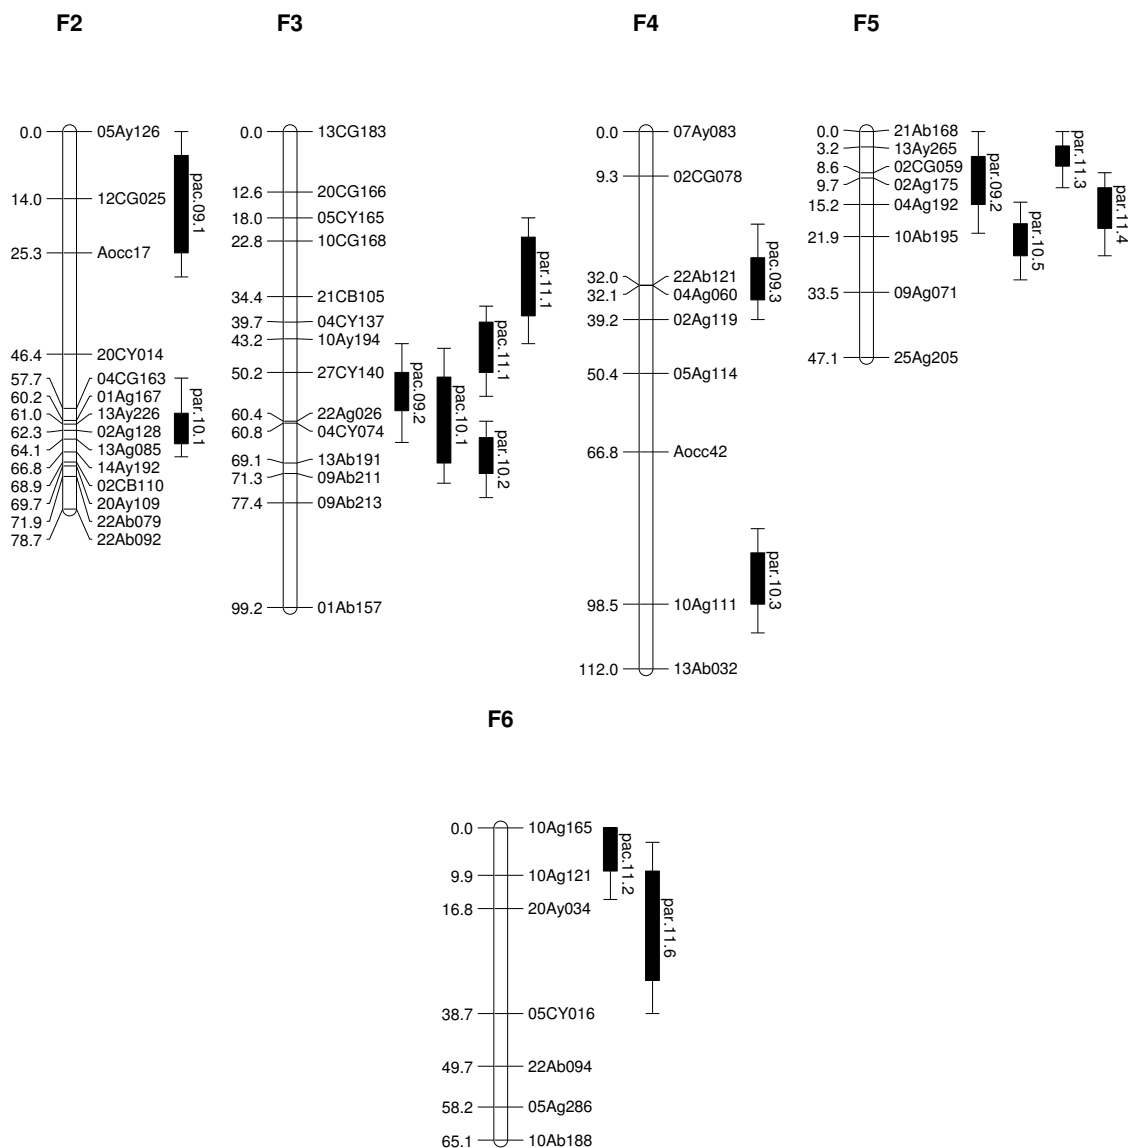 F2
0.0 05Ay126
14.0 12CG025
25.3 Aocc17
46.4 20CY014
57.7 04CG163
60.2 01Ag167
61.0 13Ay226
62.3 02Ag128
64.1 13Ag085
66.8 14Ay192
68.9 02CB110
69.7 20Ay109
71.9 22Ab079
78.7 22Ab092
pac.09.1
par.10.1
F3
0.0 13CG183
12.6 20CG166
18.0 05CY165
22.8 10CG168
34.4 21CB105
39.7 04CY137
43.2 10Ay194
50.2 27CY140
60.4 22Ag026
60.8 04CY074
69.1 13Ab191
71.3 09Ab211
77.4 09Ab213
99.2 01Ab157
pac.09.2
pac.10.1
pac.11.1
par.10.2
par.11.1
F4
0.0 07Ay083
9.3 02CG078
32.0 22Ab121
32.1 04Ag060
39.2 02Ag119
50.4 05Ag114
66.8 Aocc42
98.5 10Ag111
112.0 13Ab032
pac.09.3
par.10.3
F5
0.0 21Ab168
3.2 13Ay265
8.6 02CG059
9.7 02Ag175
15.2 04Ag192
21.9 10Ab195
33.5 09Ag071
47.1 25Ag205
par.09.2
par.10.5
par.11.3
par.11.4
F6
0.0 10Ag165
9.9 10Ag121
16.8 20Ay034
38.7 05CY016
49.7 22Ab094
58.2 05Ag286
65.1 10Ab188
pac.11.2
par.11.6